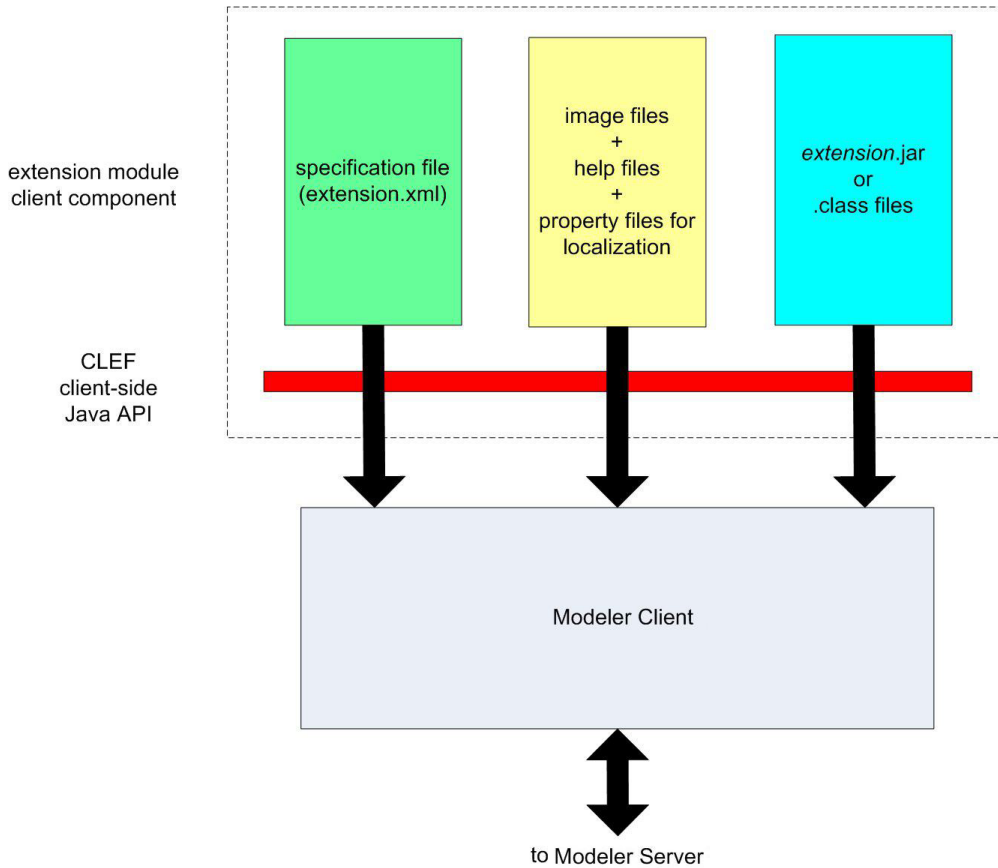 extension module
client component
specification file
(extension.xml)
image files
+
help files
+
property files for
localization
extension.jar
or
.class files
CLEF
client-side
Java API
Modeler Client
to Modeler Server